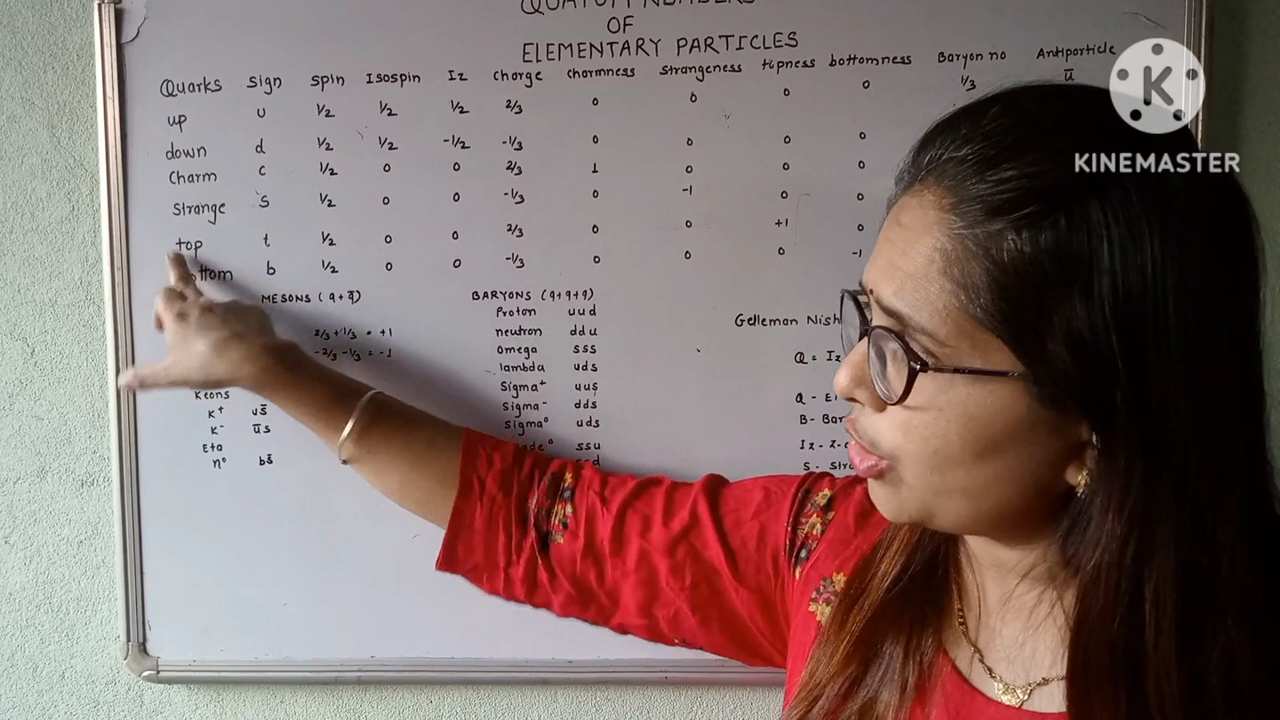 OF
ELEMENTARY PARTICLES
Quarks Sign Spin Isospin Iz Charge Charmness Strangeness topness bottomness Baryon no Antiparticle
up u 1/2 1/2 1/2 2/3 0 0 0 0 1/3 ū
down d 1/2 1/2 -1/2 -1/3 0 0 0 0
Charm c 1/2 0 0 2/3 1 0 0 0
Strange s 1/2 0 0 -1/3 0 -1 0 0
top t 1/2 0 0 2/3 0 0 +1 0
b 1/2 0 0 -1/3 0 0 0 -1
MESONS (q+q̄)
2/3+1/3 = +1
-2/3-1/3 = -1
Keons
K+ us̄
K- ūs
Eta
n⁰ bs̄
BARYONS (q+q+q)
Proton uud
neutron ddu
Omega sss
lambda uds
Sigma+ uus
Sigma- dds
Sigma⁰ uds
ssu
Gelleman
Q = Iz
Q -
B -
Iz -
S -
K
KINEMASTER